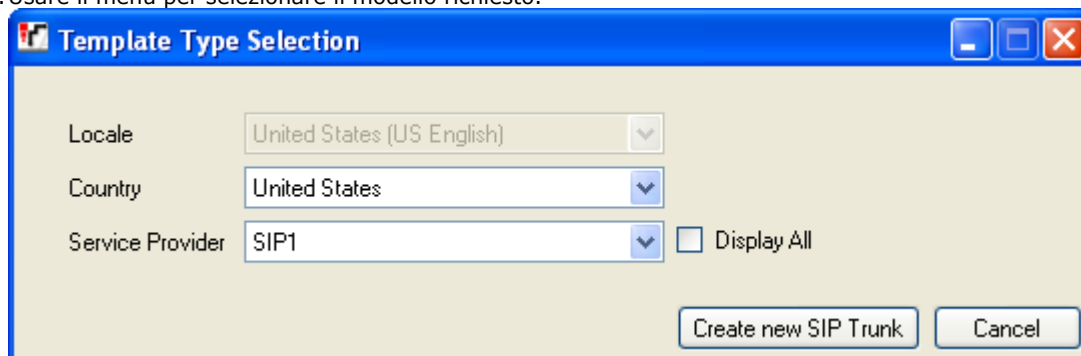 . Usare il menu per selezionare il modello richiesto.
Template Type Selection
Locale United States (US English)
Country United States
Service Provider SIP1 Display All
Create new SIP Trunk Cancel